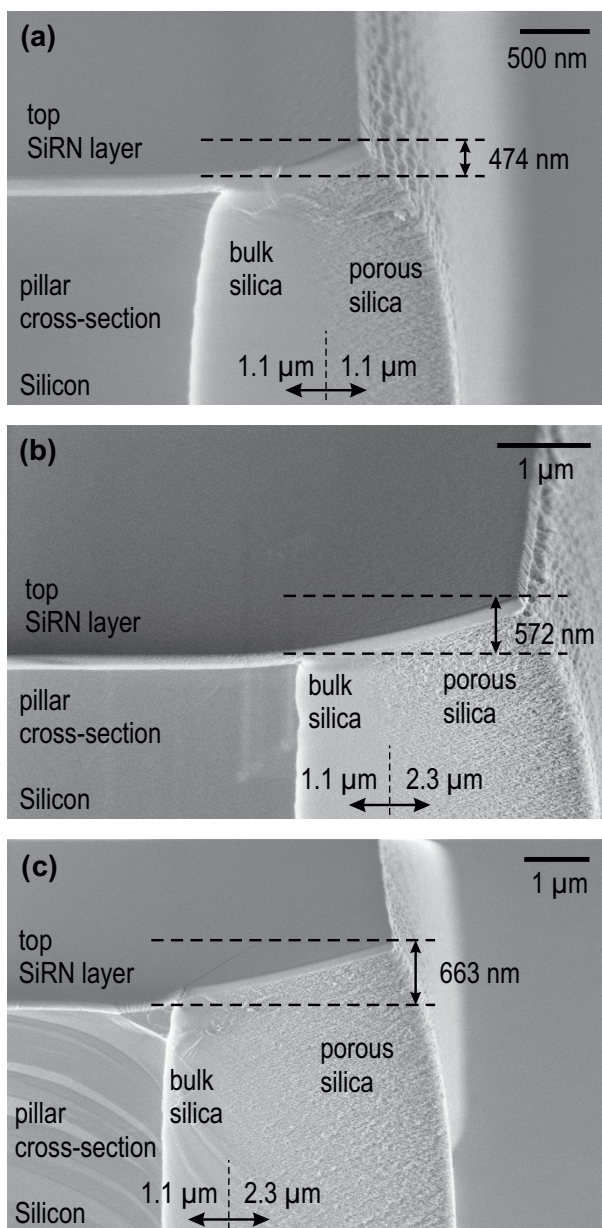 (a)
500 nm
top
SiRN layer
474 nm
bulk
silica
porous
silica
pillar
cross-section
1.1 µm
1.1 µm
Silicon
(b)
1 µm
top
SiRN layer
572 nm
bulk
silica
porous
silica
pillar
cross-section
1.1 µm
2.3 µm
Silicon
(c)
1 µm
top
SiRN layer
663 nm
porous
silica
bulk
silica
pillar
cross-section
1.1 µm
2.3 µm
Silicon